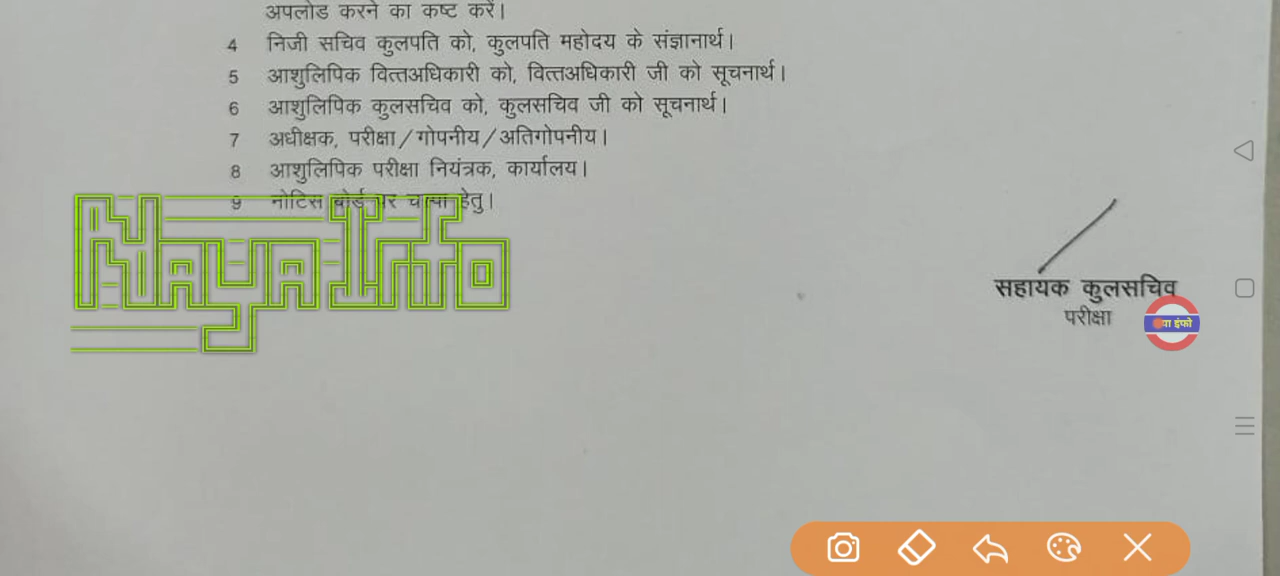 अपलोड करने का कष्ट करें।
4 निजी सचिव कुलपति को, कुलपति महोदय के संज्ञानार्थ।
5 आशुलिपिक वित्तअधिकारी को, वित्तअधिकारी जी को सूचनार्थ।
6 आशुलिपिक कुलसचिव को, कुलसचिव जी को सूचनार्थ।
7 अधीक्षक, परीक्षा/गोपनीय/अतिगोपनीय।
8 आशुलिपिक परीक्षा नियंत्रक, कार्यालय।
9 नोटिस बोर्ड पर चस्पा हेतु।
Naya Info
सहायक कुलसचिव
परीक्षा
या इंफो